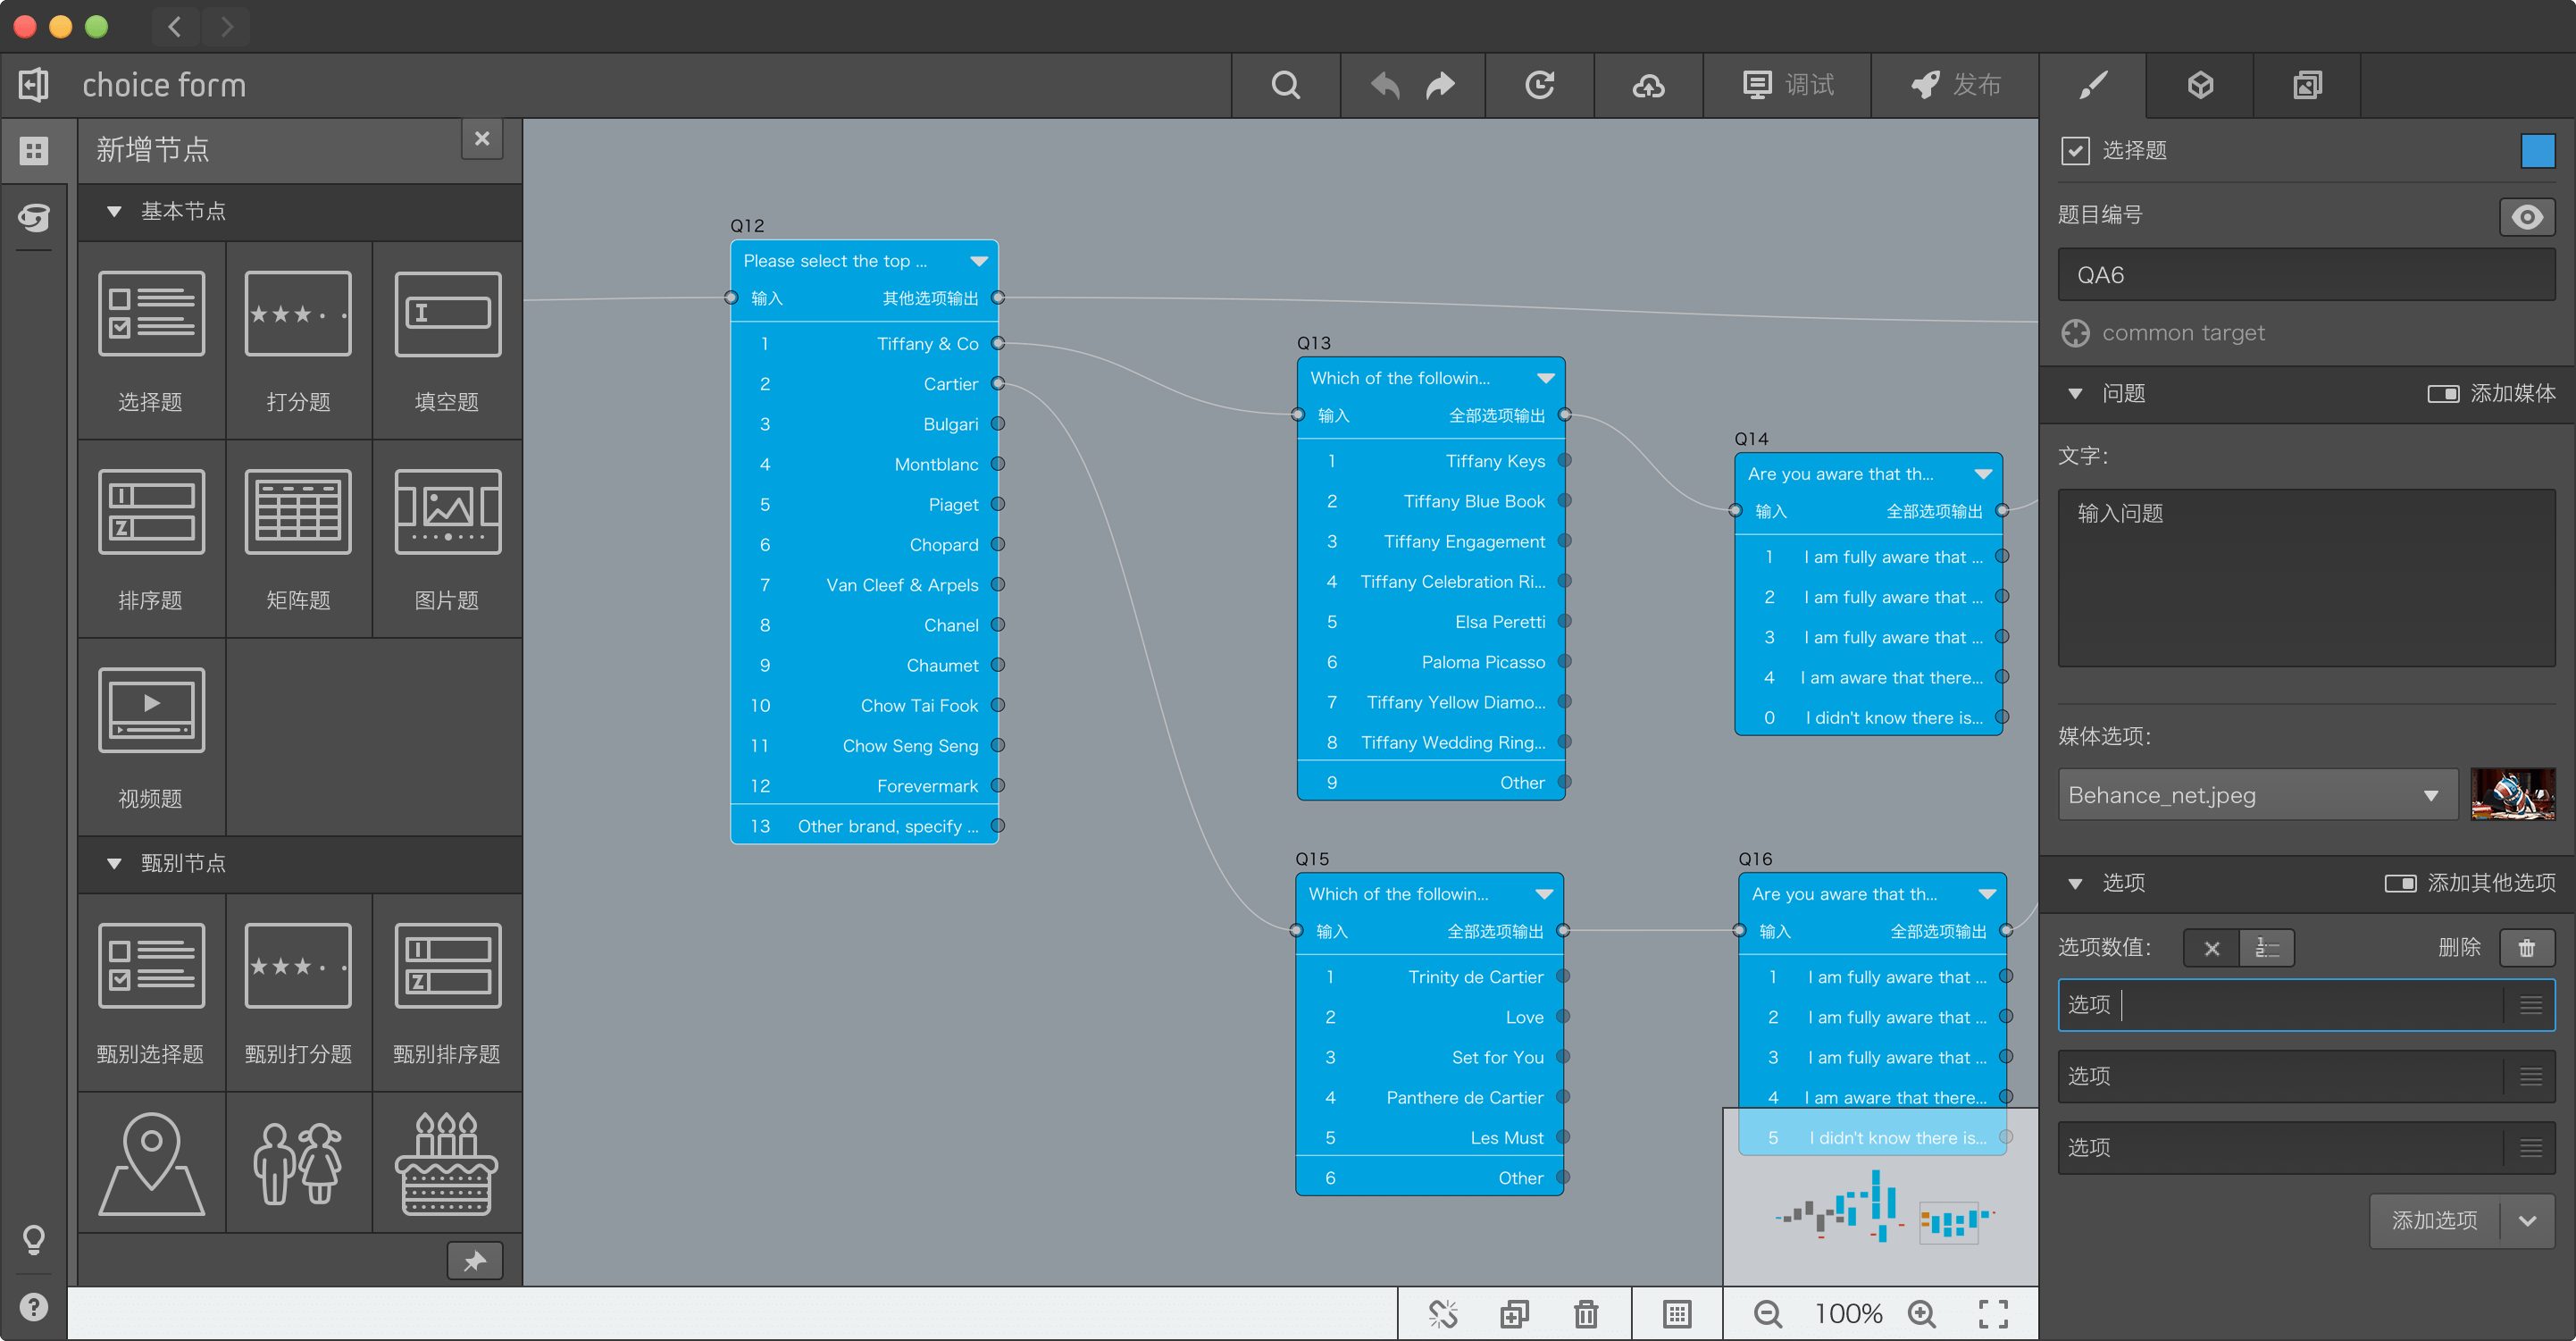 choice form
调试
发布
新增节点
基本节点
选择题
打分题
填空题
排序题
矩阵题
图片题
视频题
甄别节点
甄别选择题
甄别打分题
甄别排序题
Q12
Please select the top ...
输入 其他选项输出
1 Tiffany & Co
2 Cartier
3 Bulgari
4 Montblanc
5 Piaget
6 Chopard
7 Van Cleef & Arpels
8 Chanel
9 Chaumet
10 Chow Tai Fook
11 Chow Seng Seng
12 Forevermark
13 Other brand, specify ...
Q13
Which of the followin...
输入 全部选项输出
1 Tiffany Keys
2 Tiffany Blue Book
3 Tiffany Engagement
4 Tiffany Celebration Ri...
5 Elsa Peretti
6 Paloma Picasso
7 Tiffany Yellow Diamo...
8 Tiffany Wedding Ring...
9 Other
Q14
Are you aware that th...
输入 全部选项输出
1 I am fully aware that ...
2 I am fully aware that ...
3 I am fully aware that ...
4 I am aware that there...
0 I didn't know there is...
Q15
Which of the followin...
输入 全部选项输出
1 Trinity de Cartier
2 Love
3 Set for You
4 Panthere de Cartier
5 Les Must
6 Other
Q16
Are you aware that th...
输入 全部选项输出
1 I am fully aware that ...
2 I am fully aware that ...
3 I am fully aware that ...
4 I am aware that there...
5 I didn't know there is...
100%
选择题
题目编号
QA6
common target
问题 添加媒体
文字：
输入问题
媒体选项：
Behance_net.jpeg
选项 添加其他选项
选项数值： 删除
选项
选项
选项
添加选项